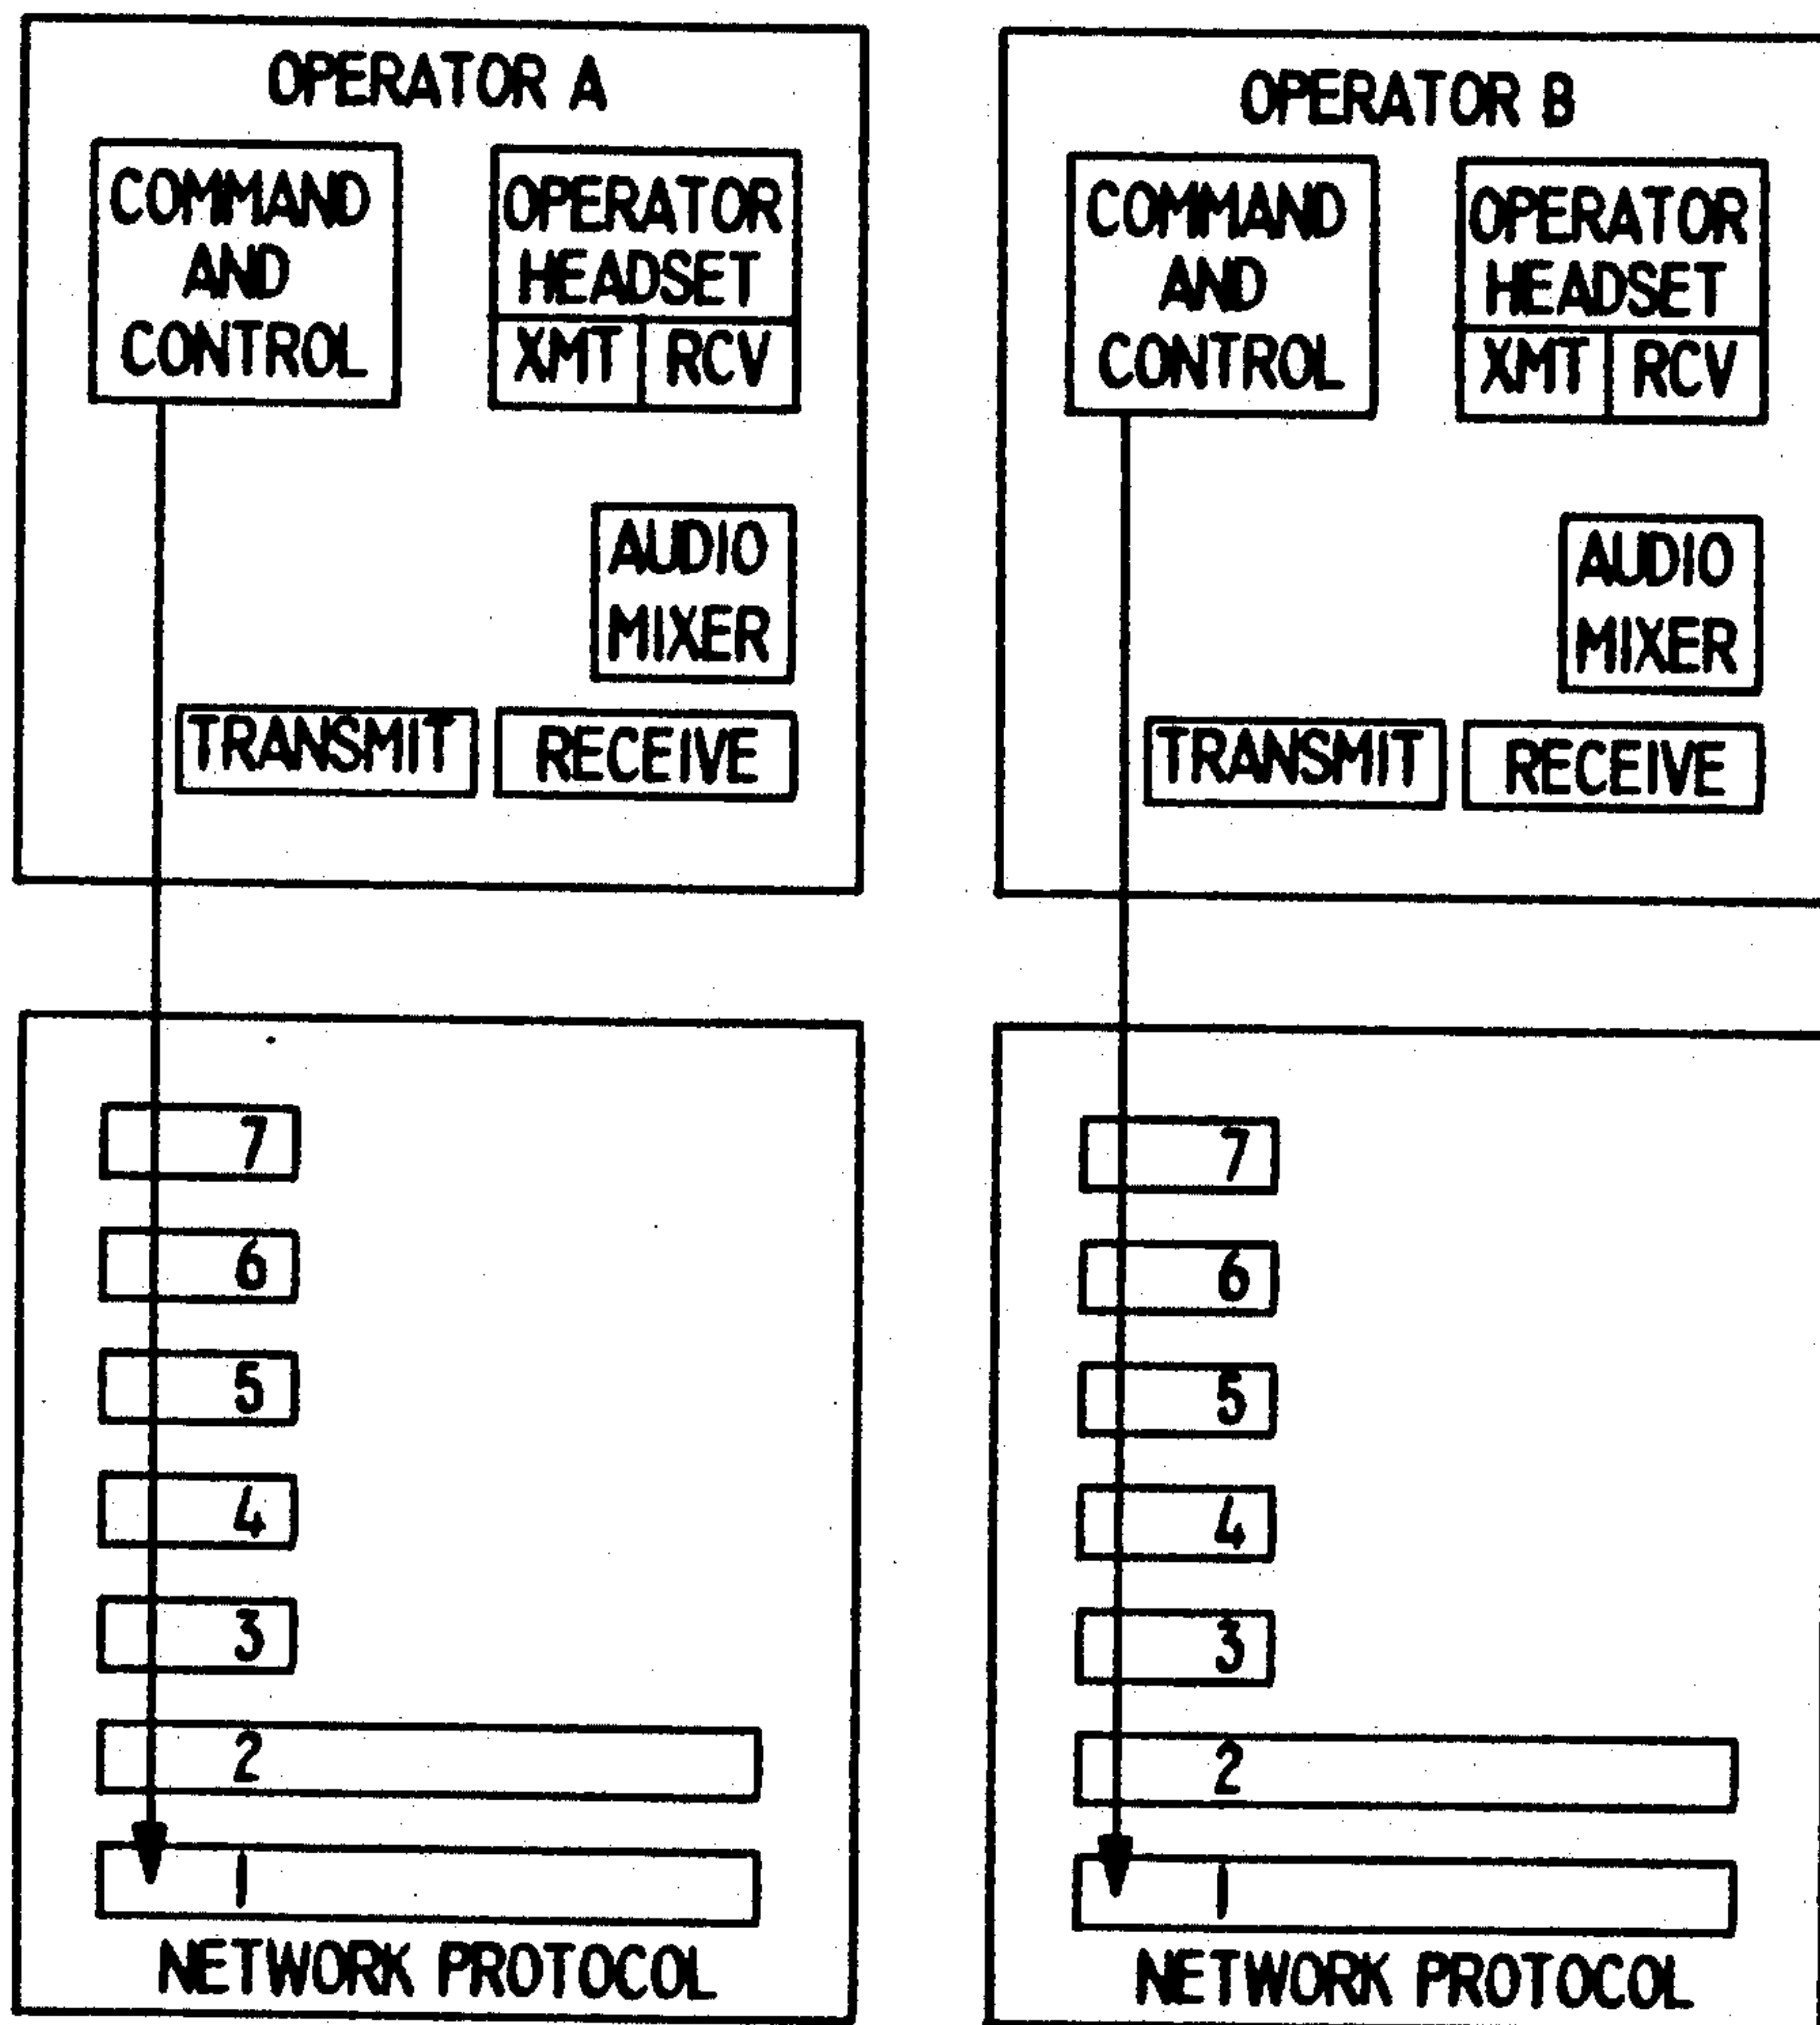 OPERATOR A
COMMAND
AND
CONTROL
OPERATOR
HEADSET
XMT RCV
AUDIO
MIXER
TRANSMIT RECEIVE
7
6
5
4
3
2
1
NETWORK PROTOCOL
OPERATOR B
COMMAND
AND
CONTROL
OPERATOR
HEADSET
XMT RCV
AUDIO
MIXER
TRANSMIT RECEIVE
7
6
5
4
3
2
1
NETWORK PROTOCOL